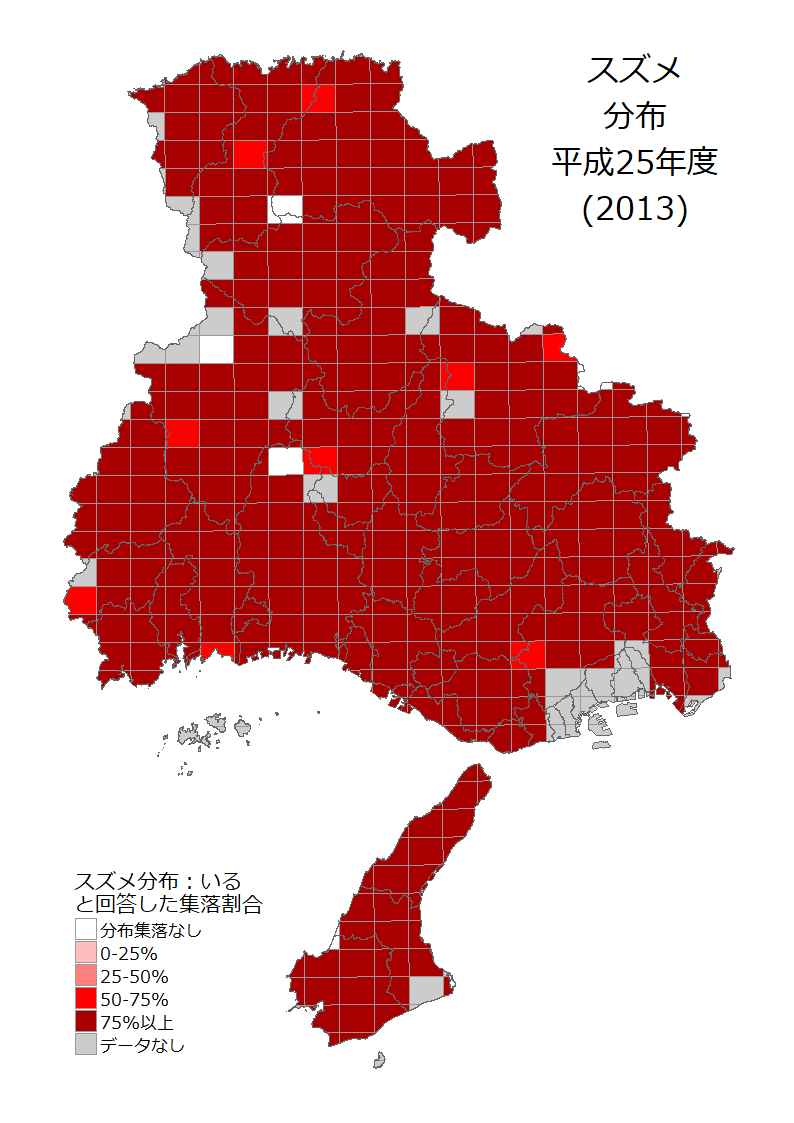 スズメ
分布
平成25年度
(2013)
スズメ分布：いる
と回答した集落割合
分布集落なし
0-25%
25-50%
50-75%
75%以上
データなし